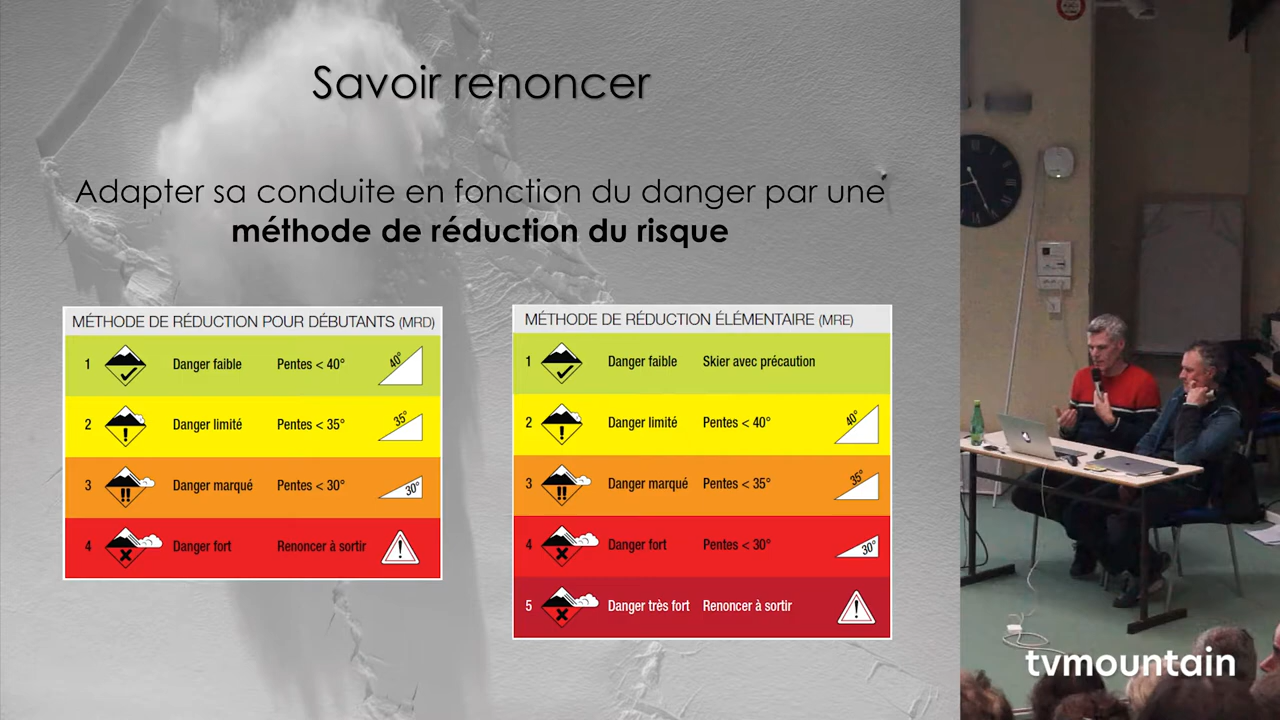 Savoir renoncer
Adapter sa conduite en fonction du danger par une
méthode de réduction du risque
MÉTHODE DE RÉDUCTION POUR DÉBUTANTS (MRD)
1 Danger faible Pentes < 40° 40°
2 ! Danger limité Pentes < 35° 35°
3 !! Danger marqué Pentes < 30° 30°
4 Danger fort Renoncer à sortir !
MÉTHODE DE RÉDUCTION ÉLÉMENTAIRE (MRE)
1 Danger faible Skier avec précaution
2 ! Danger limité Pentes < 40° 40°
3 !! Danger marqué Pentes < 35° 35°
4 Danger fort Pentes < 30° 30°
5 Danger très fort Renoncer à sortir !
tvmountain